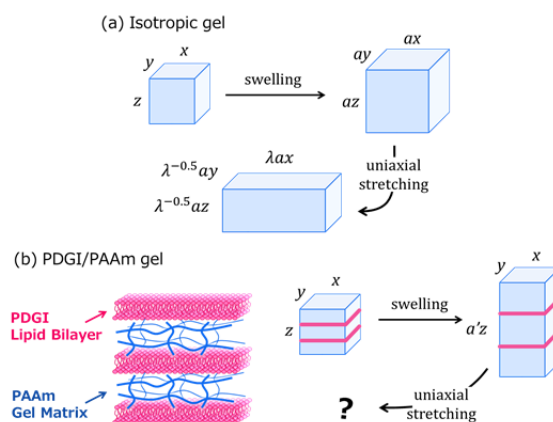 (a) Isotropic gel
x
y
z
swelling
ax
ay
az
uniaxial
stretching
λax
λ⁻⁰·⁵ay
λ⁻⁰·⁵az
(b) PDGI/PAAm gel
PDGI
Lipid Bilayer
PAAm
Gel Matrix
x
y
z
swelling
x
y
a'z
uniaxial
stretching
?